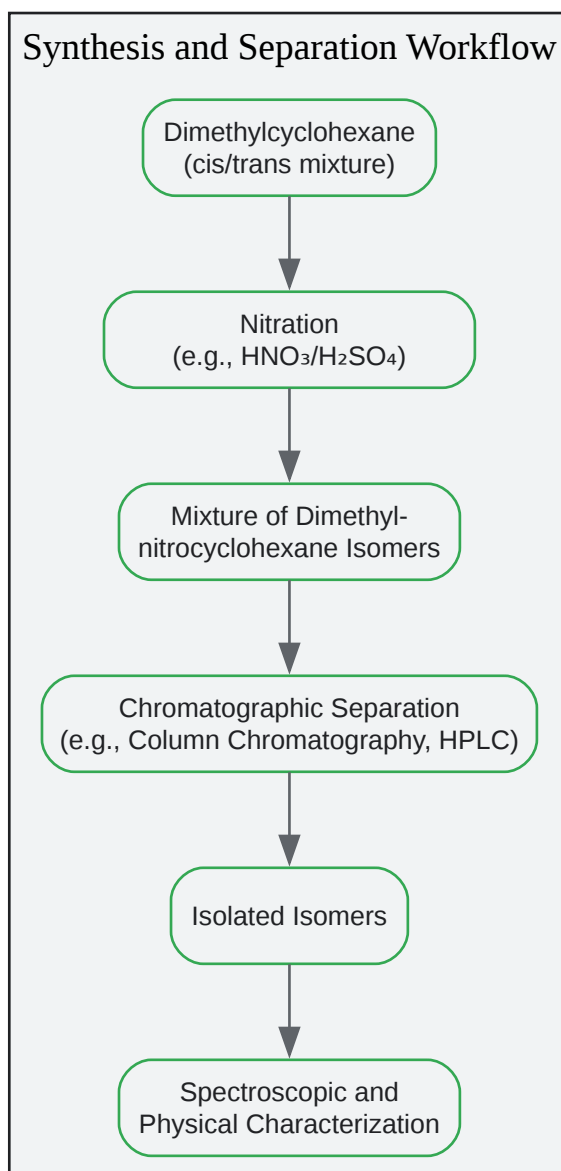 Synthesis and Separation Workflow
Dimethylcyclohexane
(cis/trans mixture)
Nitration
(e.g., HNO₃/H₂SO₄)
Mixture of Dimethyl-
nitrocyclohexane Isomers
Chromatographic Separation
(e.g., Column Chromatography, HPLC)
Isolated Isomers
Spectroscopic and
Physical Characterization